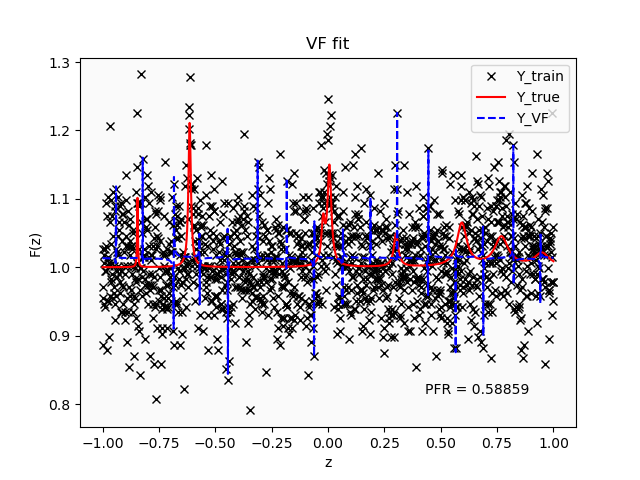 VF fit
1.3
1.2
1.1
1.0
0.9
0.8
F(z)
Y_train
Y_true
Y_VF
PFR = 0.58859
−1.00 −0.75 −0.50 −0.25 0.00 0.25 0.50 0.75 1.00
z